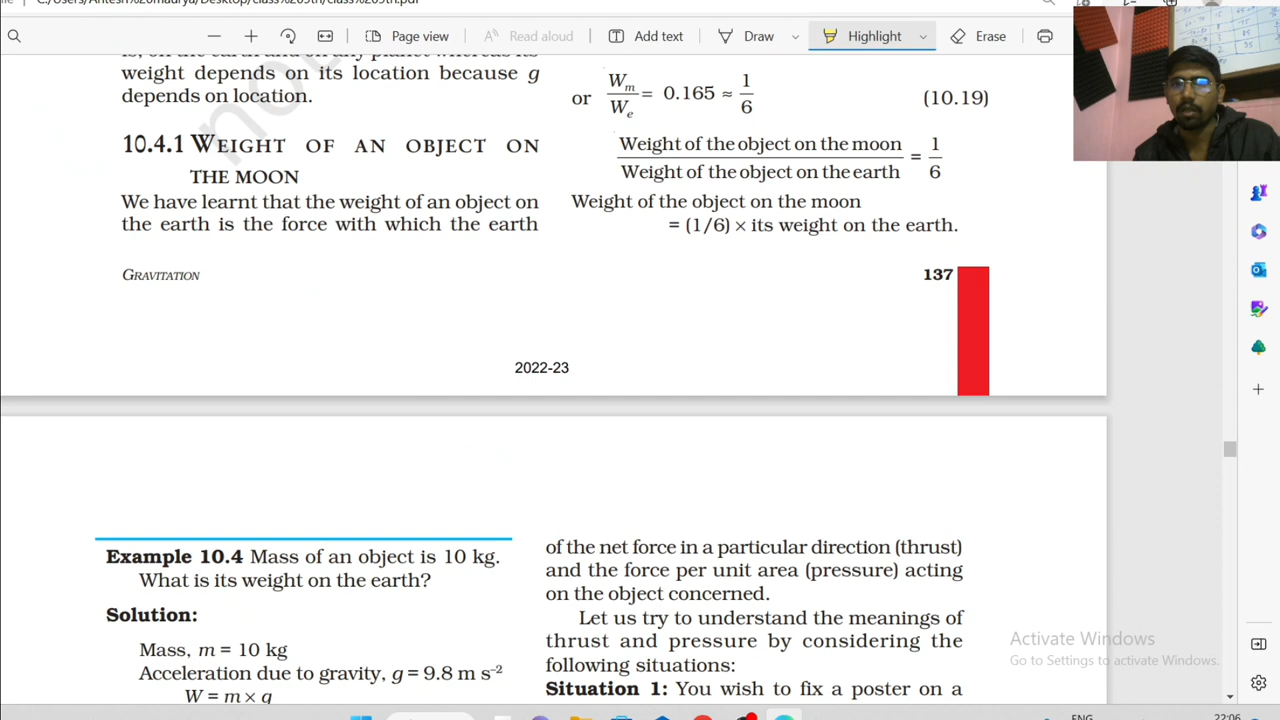 C:/Users/Ahtesh%20madrya/Desktop/class%209th/class%209th.pdf
Page view
Read aloud
Add text
Draw
Highlight
Erase
is, on the earth and on any planet whereas its
weight depends on its location because g
depends on location.
10.4.1 WEIGHT OF AN OBJECT ON
THE MOON
We have learnt that the weight of an object on
the earth is the force with which the earth
GRAVITATION
or Wm/We = 0.165 ≈ 1/6 (10.19)
Weight of the object on the moon / Weight of the object on the earth = 1/6
Weight of the object on the moon
= (1/6) × its weight on the earth.
137
2022-23
Example 10.4 Mass of an object is 10 kg.
What is its weight on the earth?
Solution:
Mass, m = 10 kg
Acceleration due to gravity, g = 9.8 m s⁻²
W = m × g
of the net force in a particular direction (thrust)
and the force per unit area (pressure) acting
on the object concerned.
Let us try to understand the meanings of
thrust and pressure by considering the
following situations:
Situation 1: You wish to fix a poster on a
Activate Windows
Go to Settings to activate Windows.
ENG
22:06